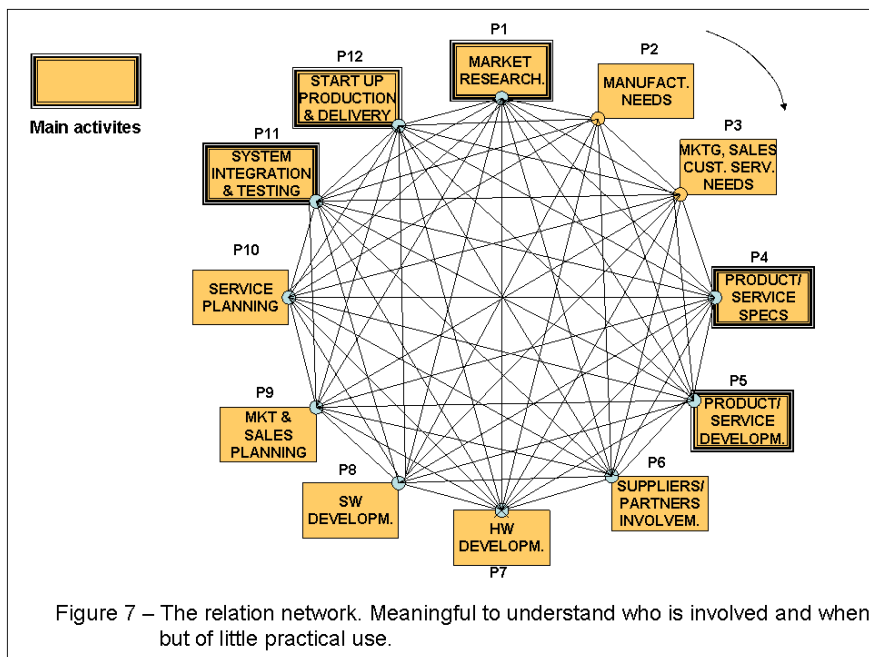 P1
MARKET
RESEARCH.
P2
MANUFACT.
NEEDS
P3
MKTG, SALES
CUST. SERV.
NEEDS
P4
PRODUCT/
SERVICE
SPECS
P5
PRODUCT/
SERVICE
DEVELOPM.
P6
SUPPLIERS/
PARTNERS
INVOLVEM.
HW
DEVELOPM.
P7
P8
SW
DEVELOPM.
P9
MKT &
SALES
PLANNING
P10
SERVICE
PLANNING
P11
SYSTEM
INTEGRATION
& TESTING
P12
START UP
PRODUCTION
& DELIVERY
Main activites
Figure 7 – The relation network. Meaningful to understand who is involved and when
but of little practical use.